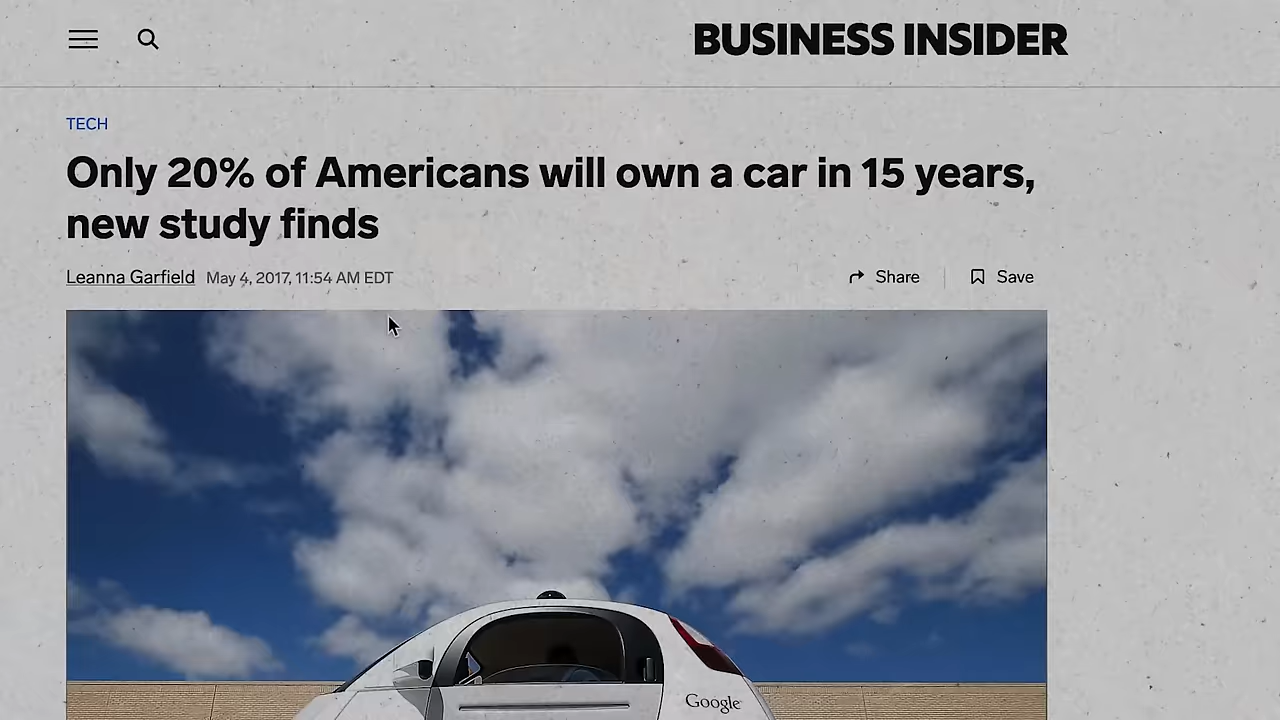 BUSINESS INSIDER
TECH
Only 20% of Americans will own a car in 15 years,
new study finds
Leanna Garfield May 4, 2017, 11:54 AM EDT
Share Save
Google